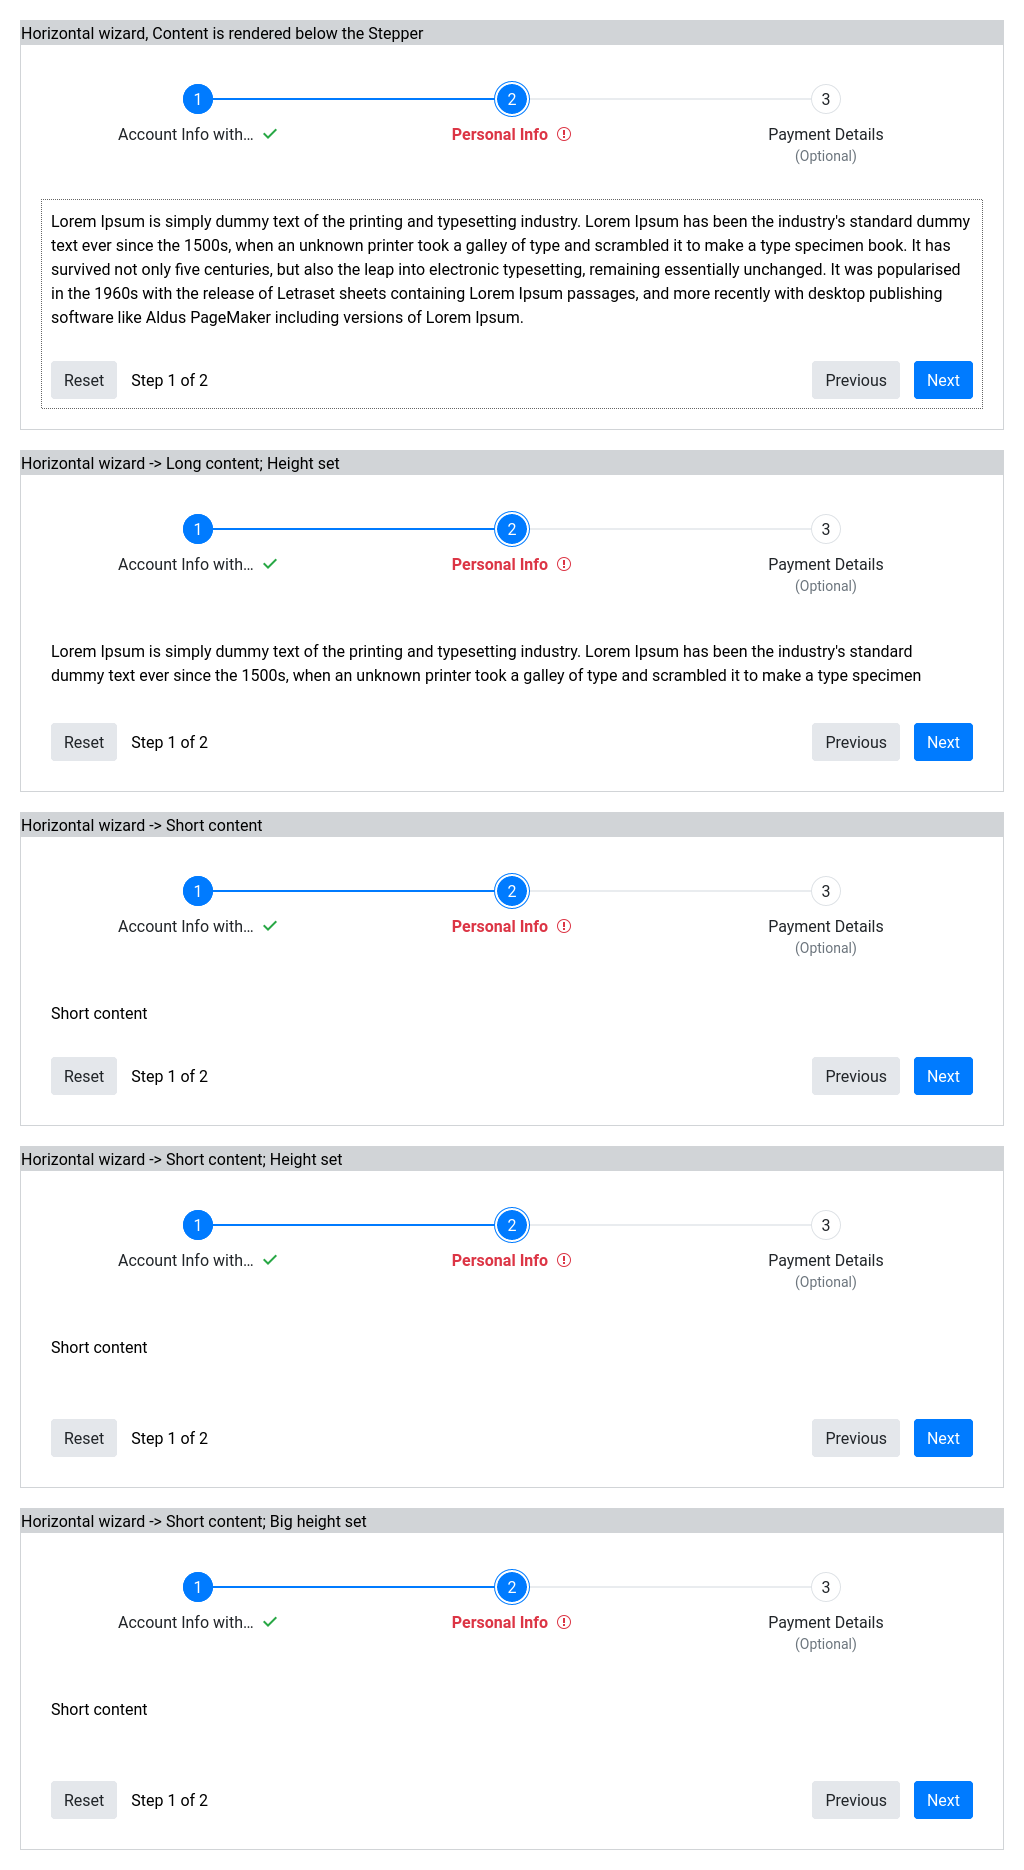 Horizontal wizard, Content is rendered below the Stepper
1 2 3
Account Info with... Personal Info Payment Details
(Optional)
Lorem Ipsum is simply dummy text of the printing and typesetting industry. Lorem Ipsum has been the industry's standard dummy
text ever since the 1500s, when an unknown printer took a galley of type and scrambled it to make a type specimen book. It has
survived not only five centuries, but also the leap into electronic typesetting, remaining essentially unchanged. It was popularised
in the 1960s with the release of Letraset sheets containing Lorem Ipsum passages, and more recently with desktop publishing
software like Aldus PageMaker including versions of Lorem Ipsum.
Reset Step 1 of 2 Previous Next
Horizontal wizard -> Long content; Height set
1 2 3
Account Info with... Personal Info Payment Details
(Optional)
Lorem Ipsum is simply dummy text of the printing and typesetting industry. Lorem Ipsum has been the industry's standard
dummy text ever since the 1500s, when an unknown printer took a galley of type and scrambled it to make a type specimen
Reset Step 1 of 2 Previous Next
Horizontal wizard -> Short content
1 2 3
Account Info with... Personal Info Payment Details
(Optional)
Short content
Reset Step 1 of 2 Previous Next
Horizontal wizard -> Short content; Height set
1 2 3
Account Info with... Personal Info Payment Details
(Optional)
Short content
Reset Step 1 of 2 Previous Next
Horizontal wizard -> Short content; Big height set
1 2 3
Account Info with... Personal Info Payment Details
(Optional)
Short content
Reset Step 1 of 2 Previous Next